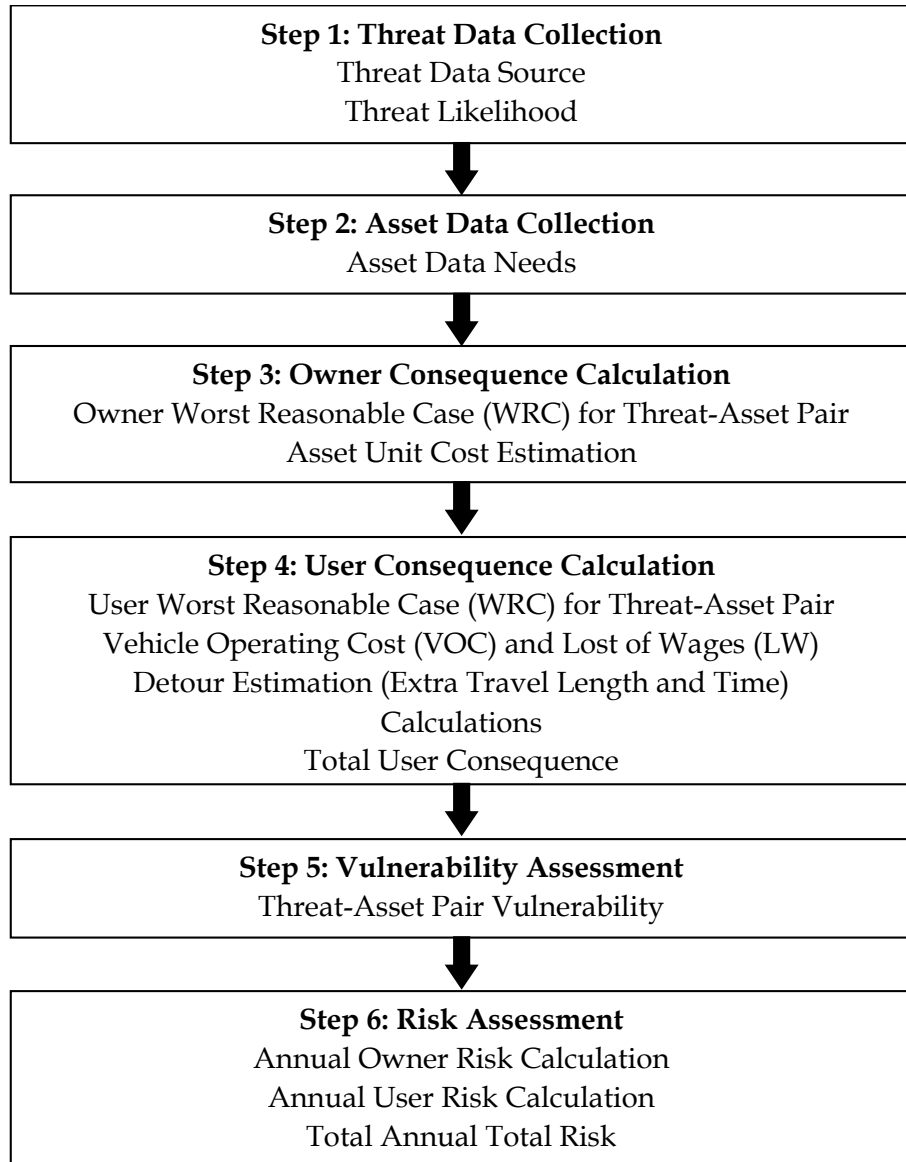 Step 1: Threat Data Collection
Threat Data Source
Threat Likelihood
Step 2: Asset Data Collection
Asset Data Needs
Step 3: Owner Consequence Calculation
Owner Worst Reasonable Case (WRC) for Threat-Asset Pair
Asset Unit Cost Estimation
Step 4: User Consequence Calculation
User Worst Reasonable Case (WRC) for Threat-Asset Pair
Vehicle Operating Cost (VOC) and Lost of Wages (LW)
Detour Estimation (Extra Travel Length and Time)
Calculations
Total User Consequence
Step 5: Vulnerability Assessment
Threat-Asset Pair Vulnerability
Step 6: Risk Assessment
Annual Owner Risk Calculation
Annual User Risk Calculation
Total Annual Total Risk